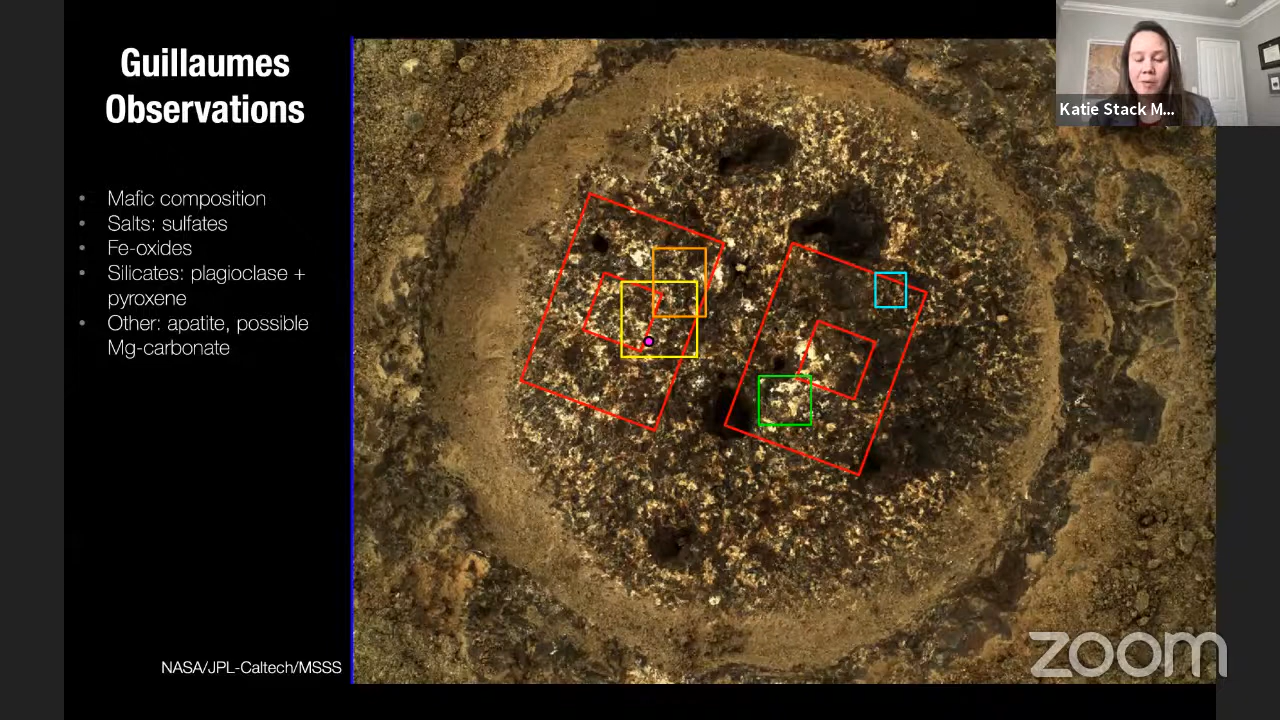 Guillaumes
Observations
Katie Stack M...
• Mafic composition
• Salts: sulfates
• Fe-oxides
• Silicates: plagioclase +
pyroxene
• Other: apatite, possible
Mg-carbonate
NASA/JPL-Caltech/MSSS
zoom